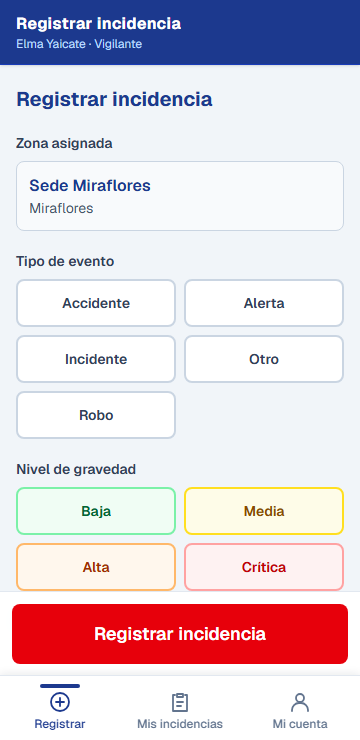 Registrar incidencia
Elma Yaicate · Vigilante
Registrar incidencia
Zona asignada
Sede Miraflores
Miraflores
Tipo de evento
Accidente
Alerta
Incidente
Otro
Robo
Nivel de gravedad
Baja
Media
Alta
Crítica
Registrar incidencia
Registrar
Mis incidencias
Mi cuenta